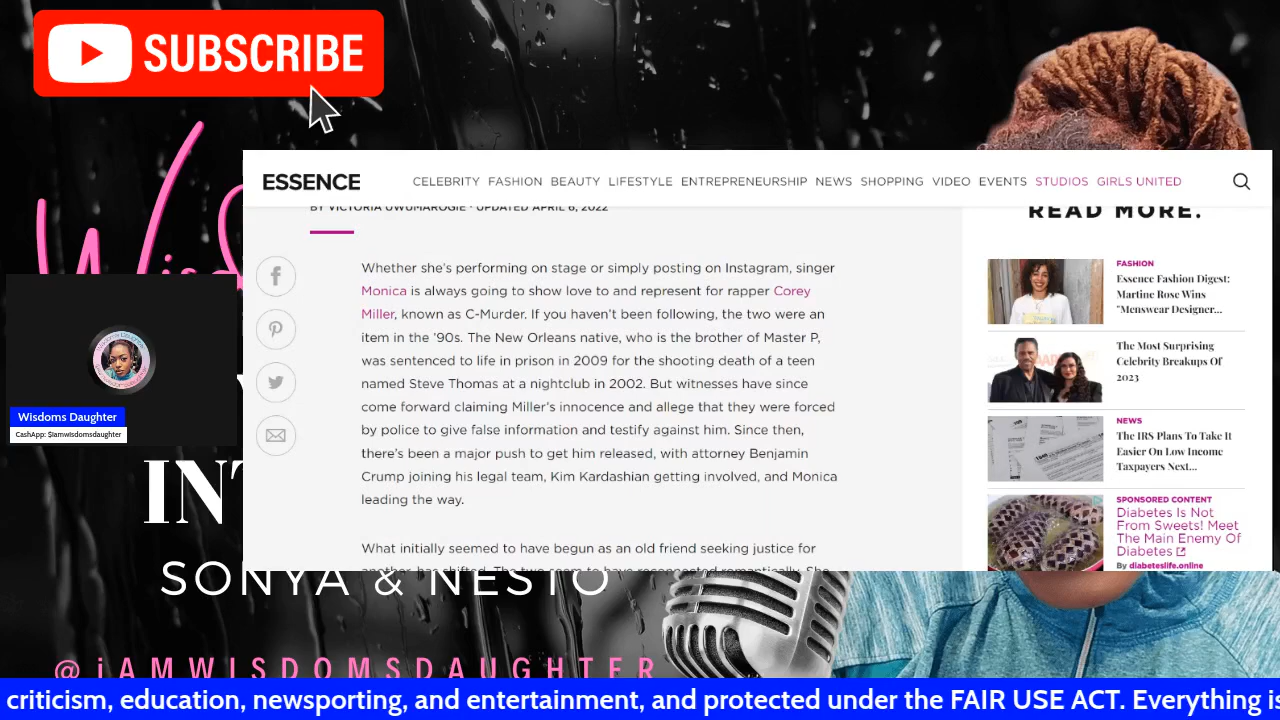 SUBSCRIBE
ESSENCE
CELEBRITY FASHION BEAUTY LIFESTYLE ENTREPRENEURSHIP NEWS SHOPPING VIDEO EVENTS STUDIOS GIRLS UNITED
BY VICTORIA UWUMAROGIE · UPDATED APRIL 6, 2022
Whether she's performing on stage or simply posting on Instagram, singer
Monica is always going to show love to and represent for rapper Corey
Miller, known as C-Murder. If you haven't been following, the two were an
item in the '90s. The New Orleans native, who is the brother of Master P,
was sentenced to life in prison in 2009 for the shooting death of a teen
named Steve Thomas at a nightclub in 2002. But witnesses have since
come forward claiming Miller's innocence and allege that they were forced
by police to give false information and testify against him. Since then,
there's been a major push to get him released, with attorney Benjamin
Crump joining his legal team, Kim Kardashian getting involved, and Monica
leading the way.
What initially seemed to have begun as an old friend seeking justice for
another, has shifted. The two seem to have reconnected romantically. She
READ MORE.
FASHION
Essence Fashion Digest:
Martine Rose Wins
"Menswear Designer...
The Most Surprising
Celebrity Breakups Of
2023
NEWS
The IRS Plans To Take It
Easier On Low Income
Taxpayers Next...
SPONSORED CONTENT
Diabetes Is Not
From Sweets! Meet
The Main Enemy Of
Diabetes
By diabeteslife.online
Wisdoms Daughter
CashApp: $iamwisdomsdaughter
SONYA & NESTO
@iAMWISDOMSDAUGHTER
criticism, education, newsporting, and entertainment, and protected under the FAIR USE ACT. Everything is